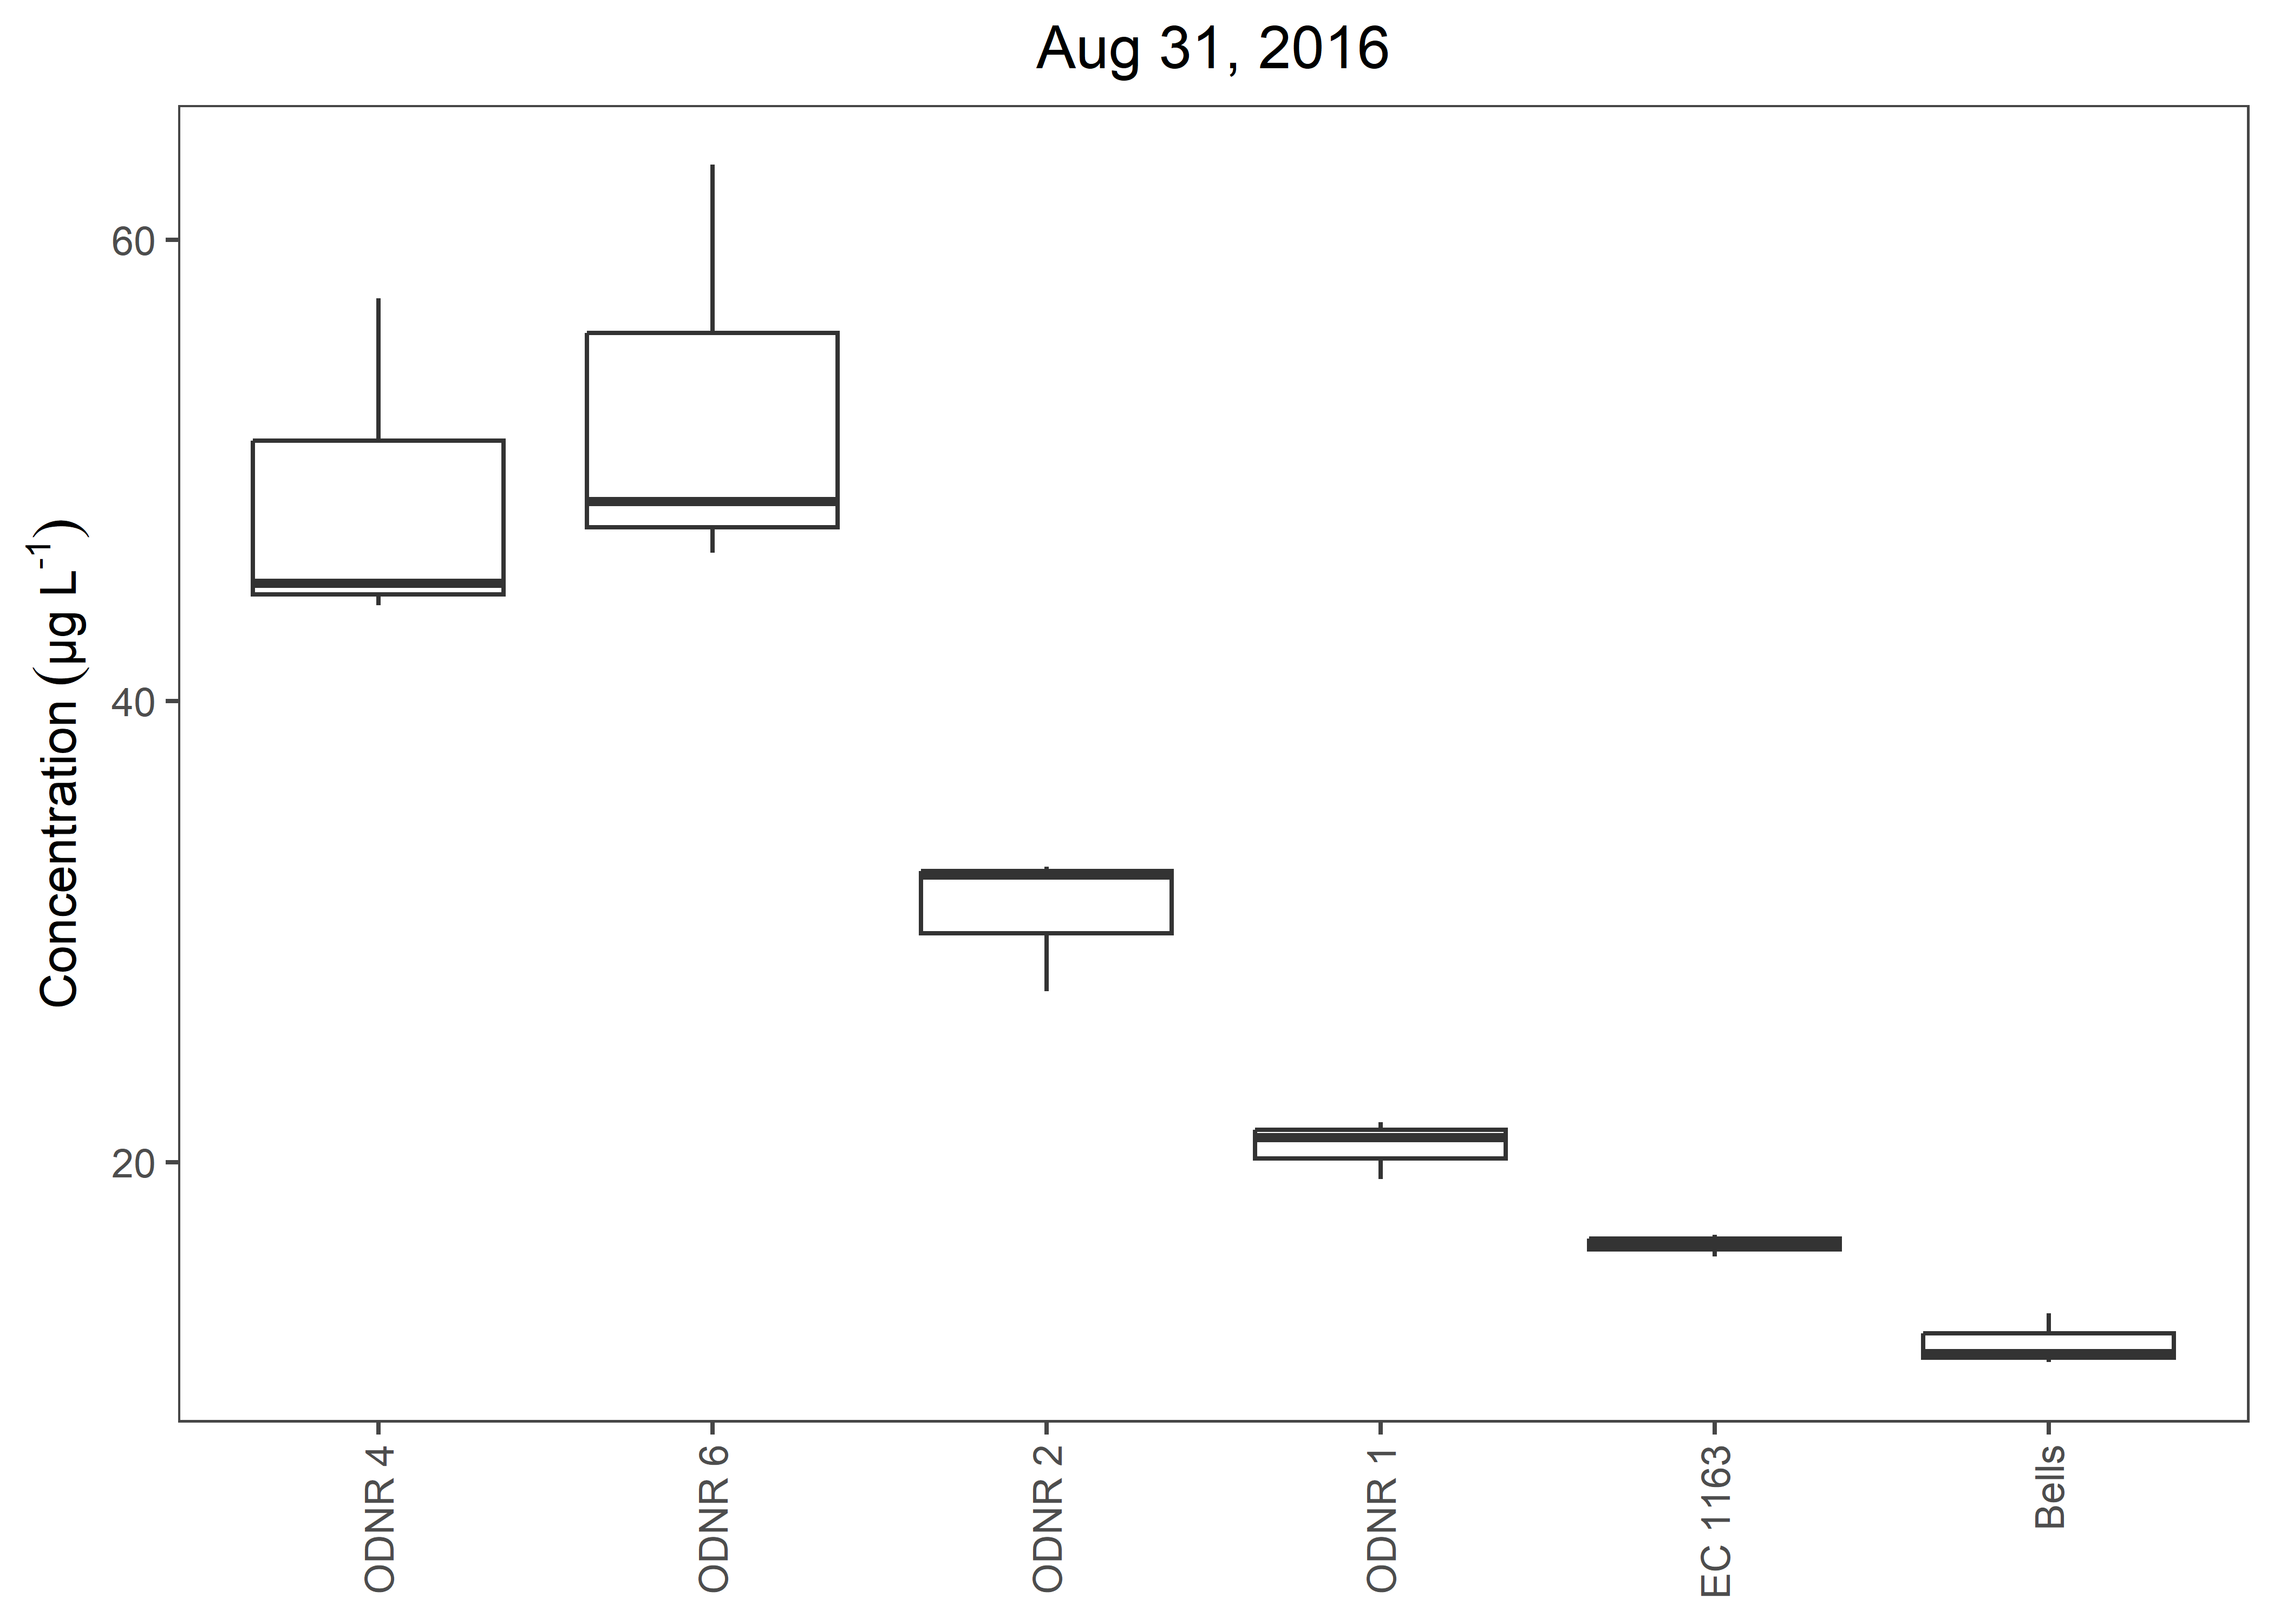 Aug 31, 2016
Concentration (µg L⁻¹)
60
40
20
ODNR 4
ODNR 6
ODNR 2
ODNR 1
EC 1163
Bells